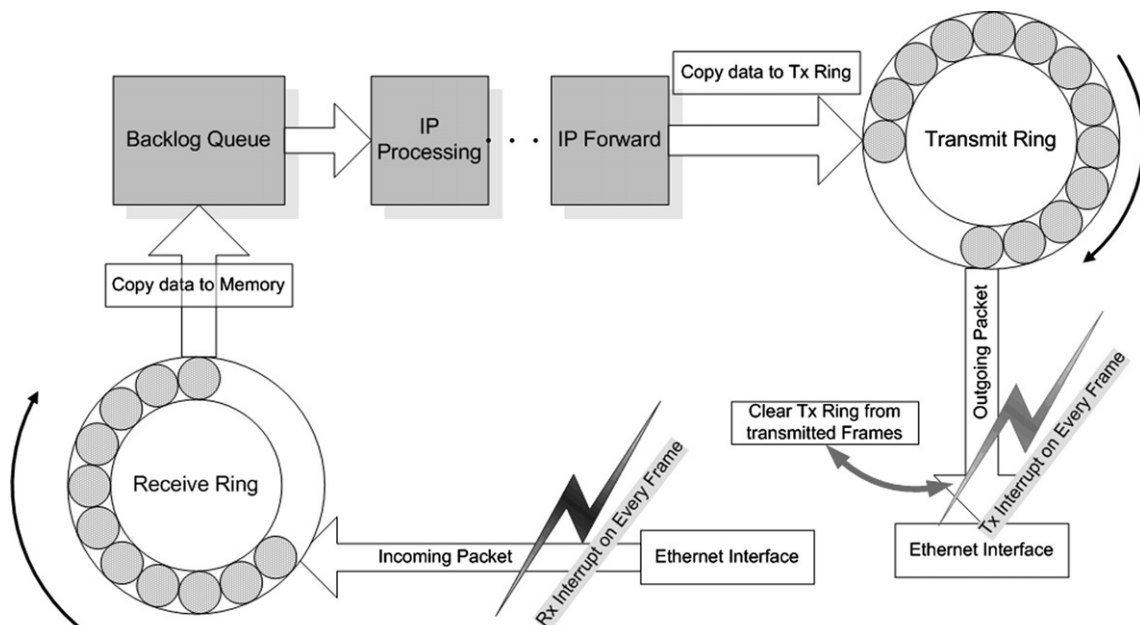 Copy data to Tx Ring
Backlog Queue
IP
Processing
. . .
IP Forward
Transmit Ring
Copy data to Memory
Outgoing Packet
Tx Interrupt on Every Frame
Clear Tx Ring from
transmitted Frames
Receive Ring
Incoming Packet
Rx Interrupt on Every Frame
Ethernet Interface
Ethernet Interface